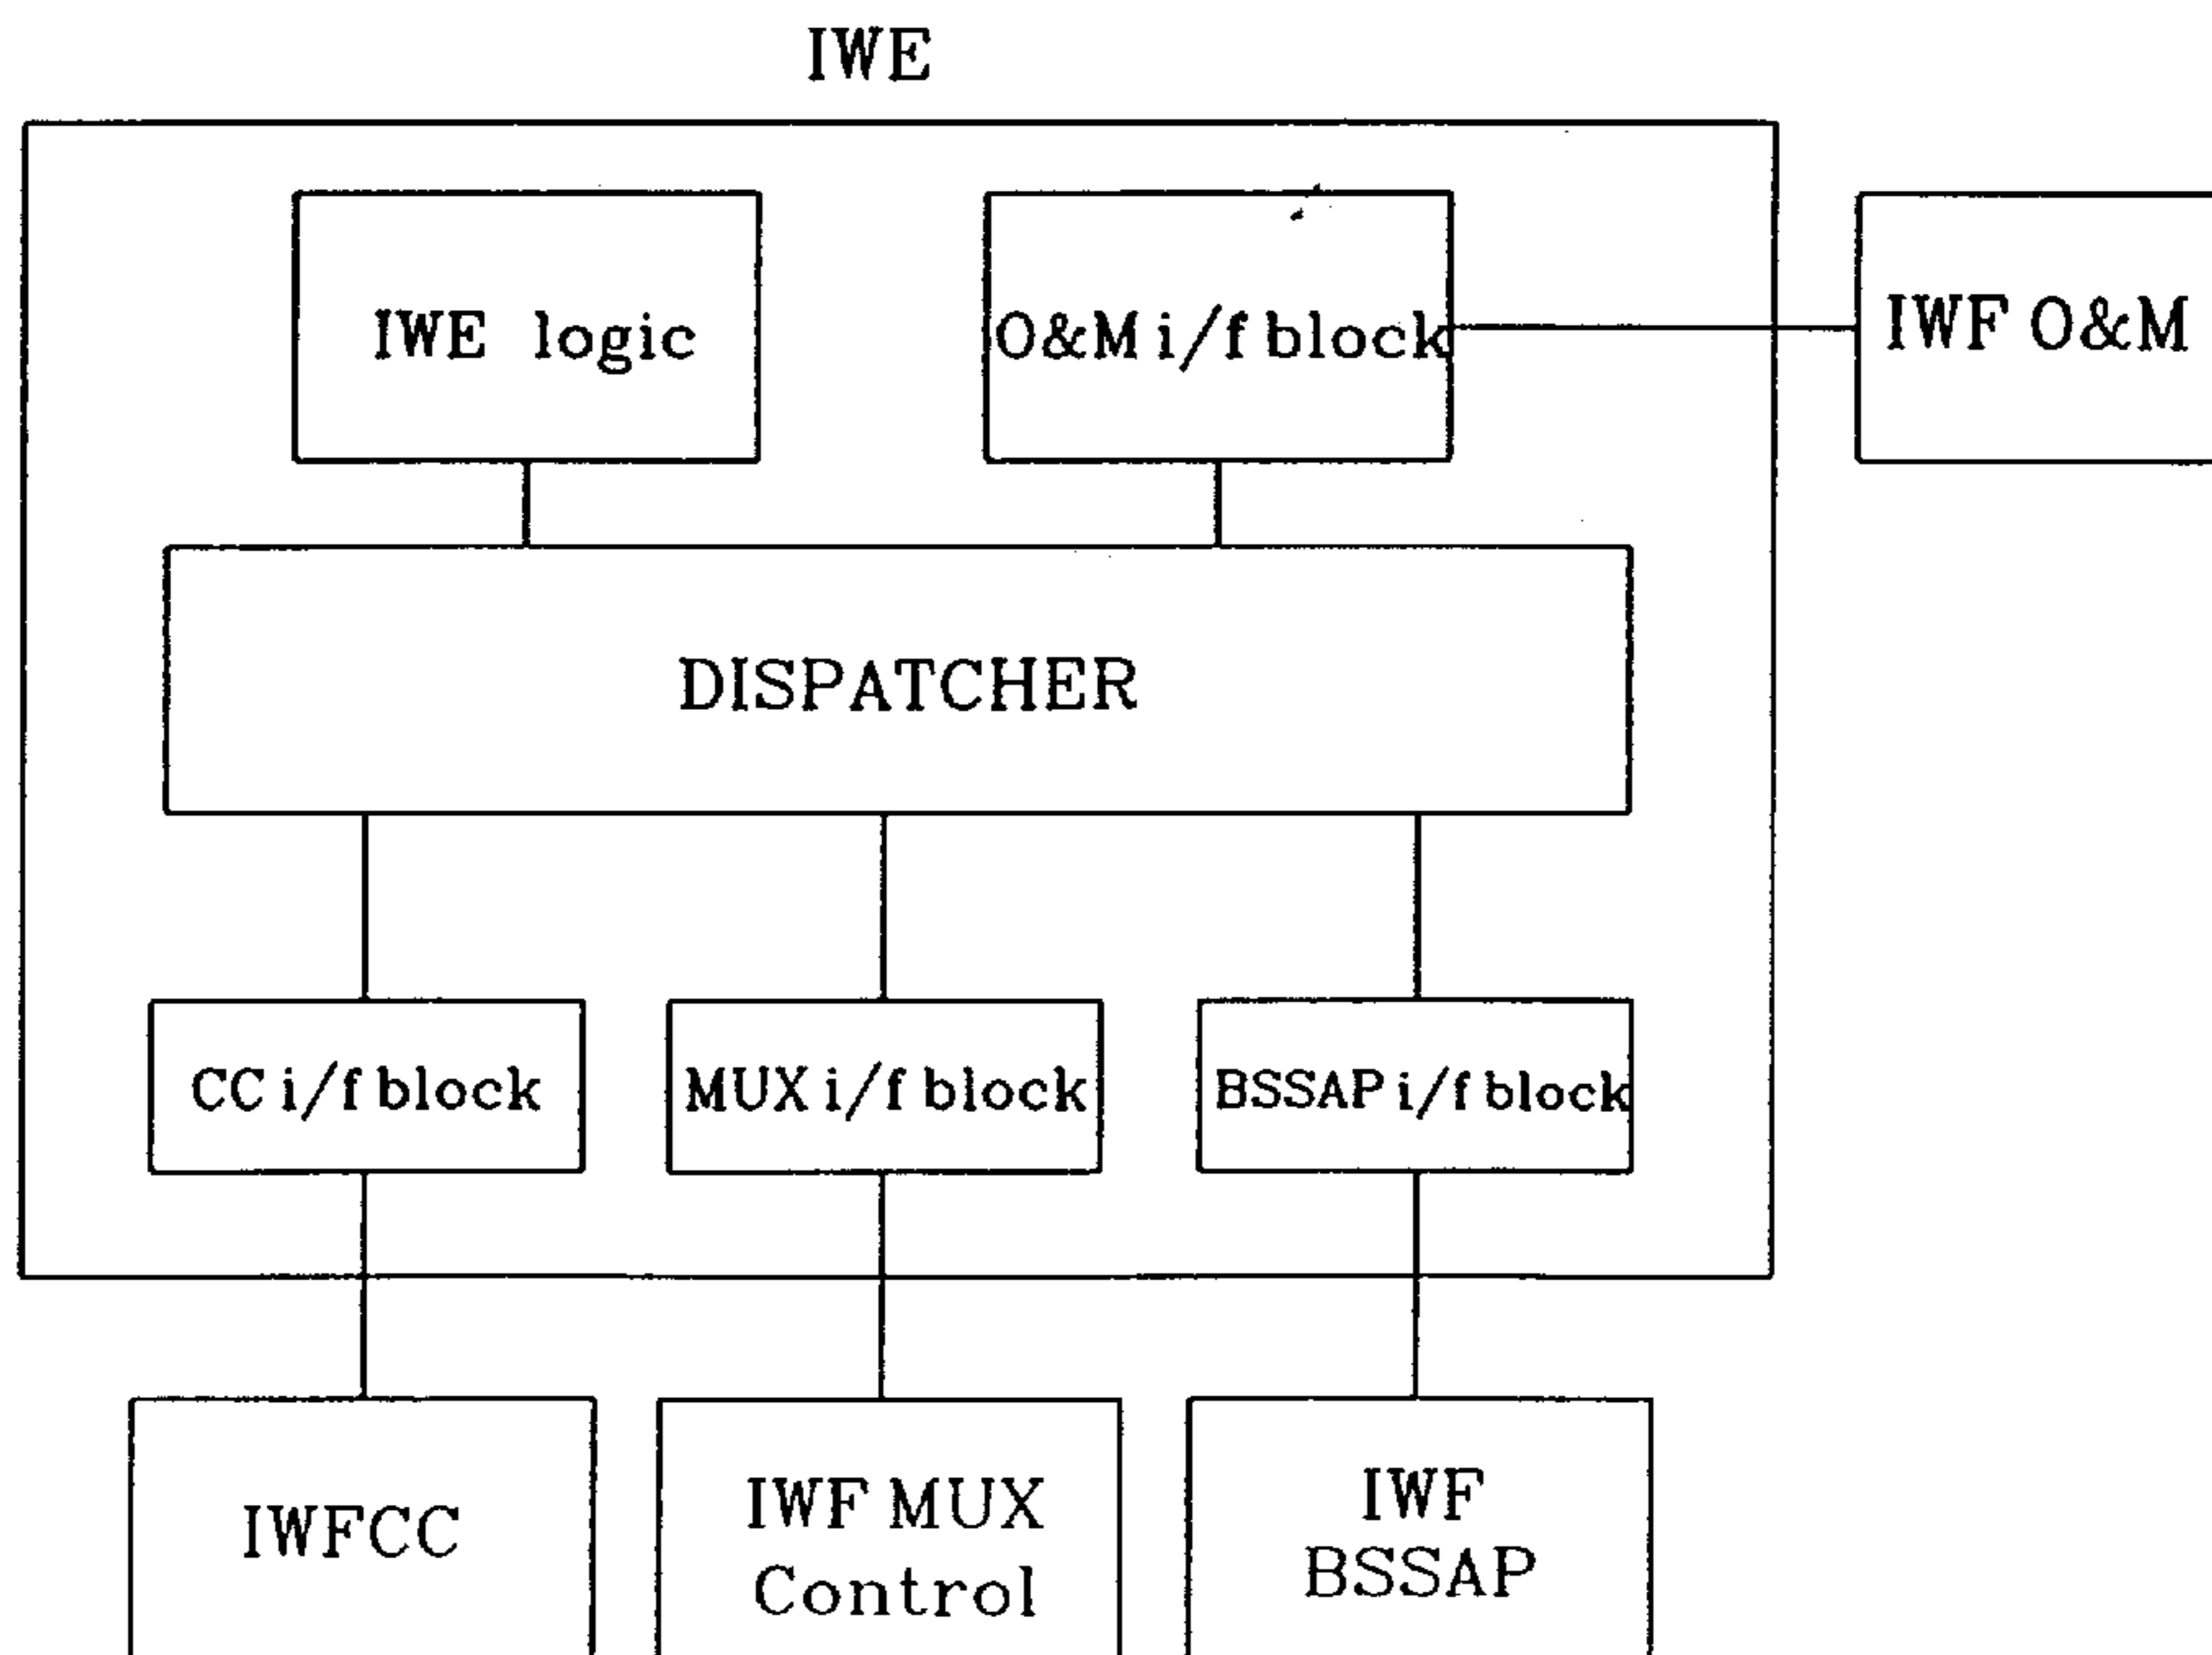 IWE
IWE logic
O&M i/f block
IWF O&M
DISPATCHER
CC i/f block
MUX i/f block
BSSAP i/f block
IWFCC
IWF MUX
Control
IWF
BSSAP